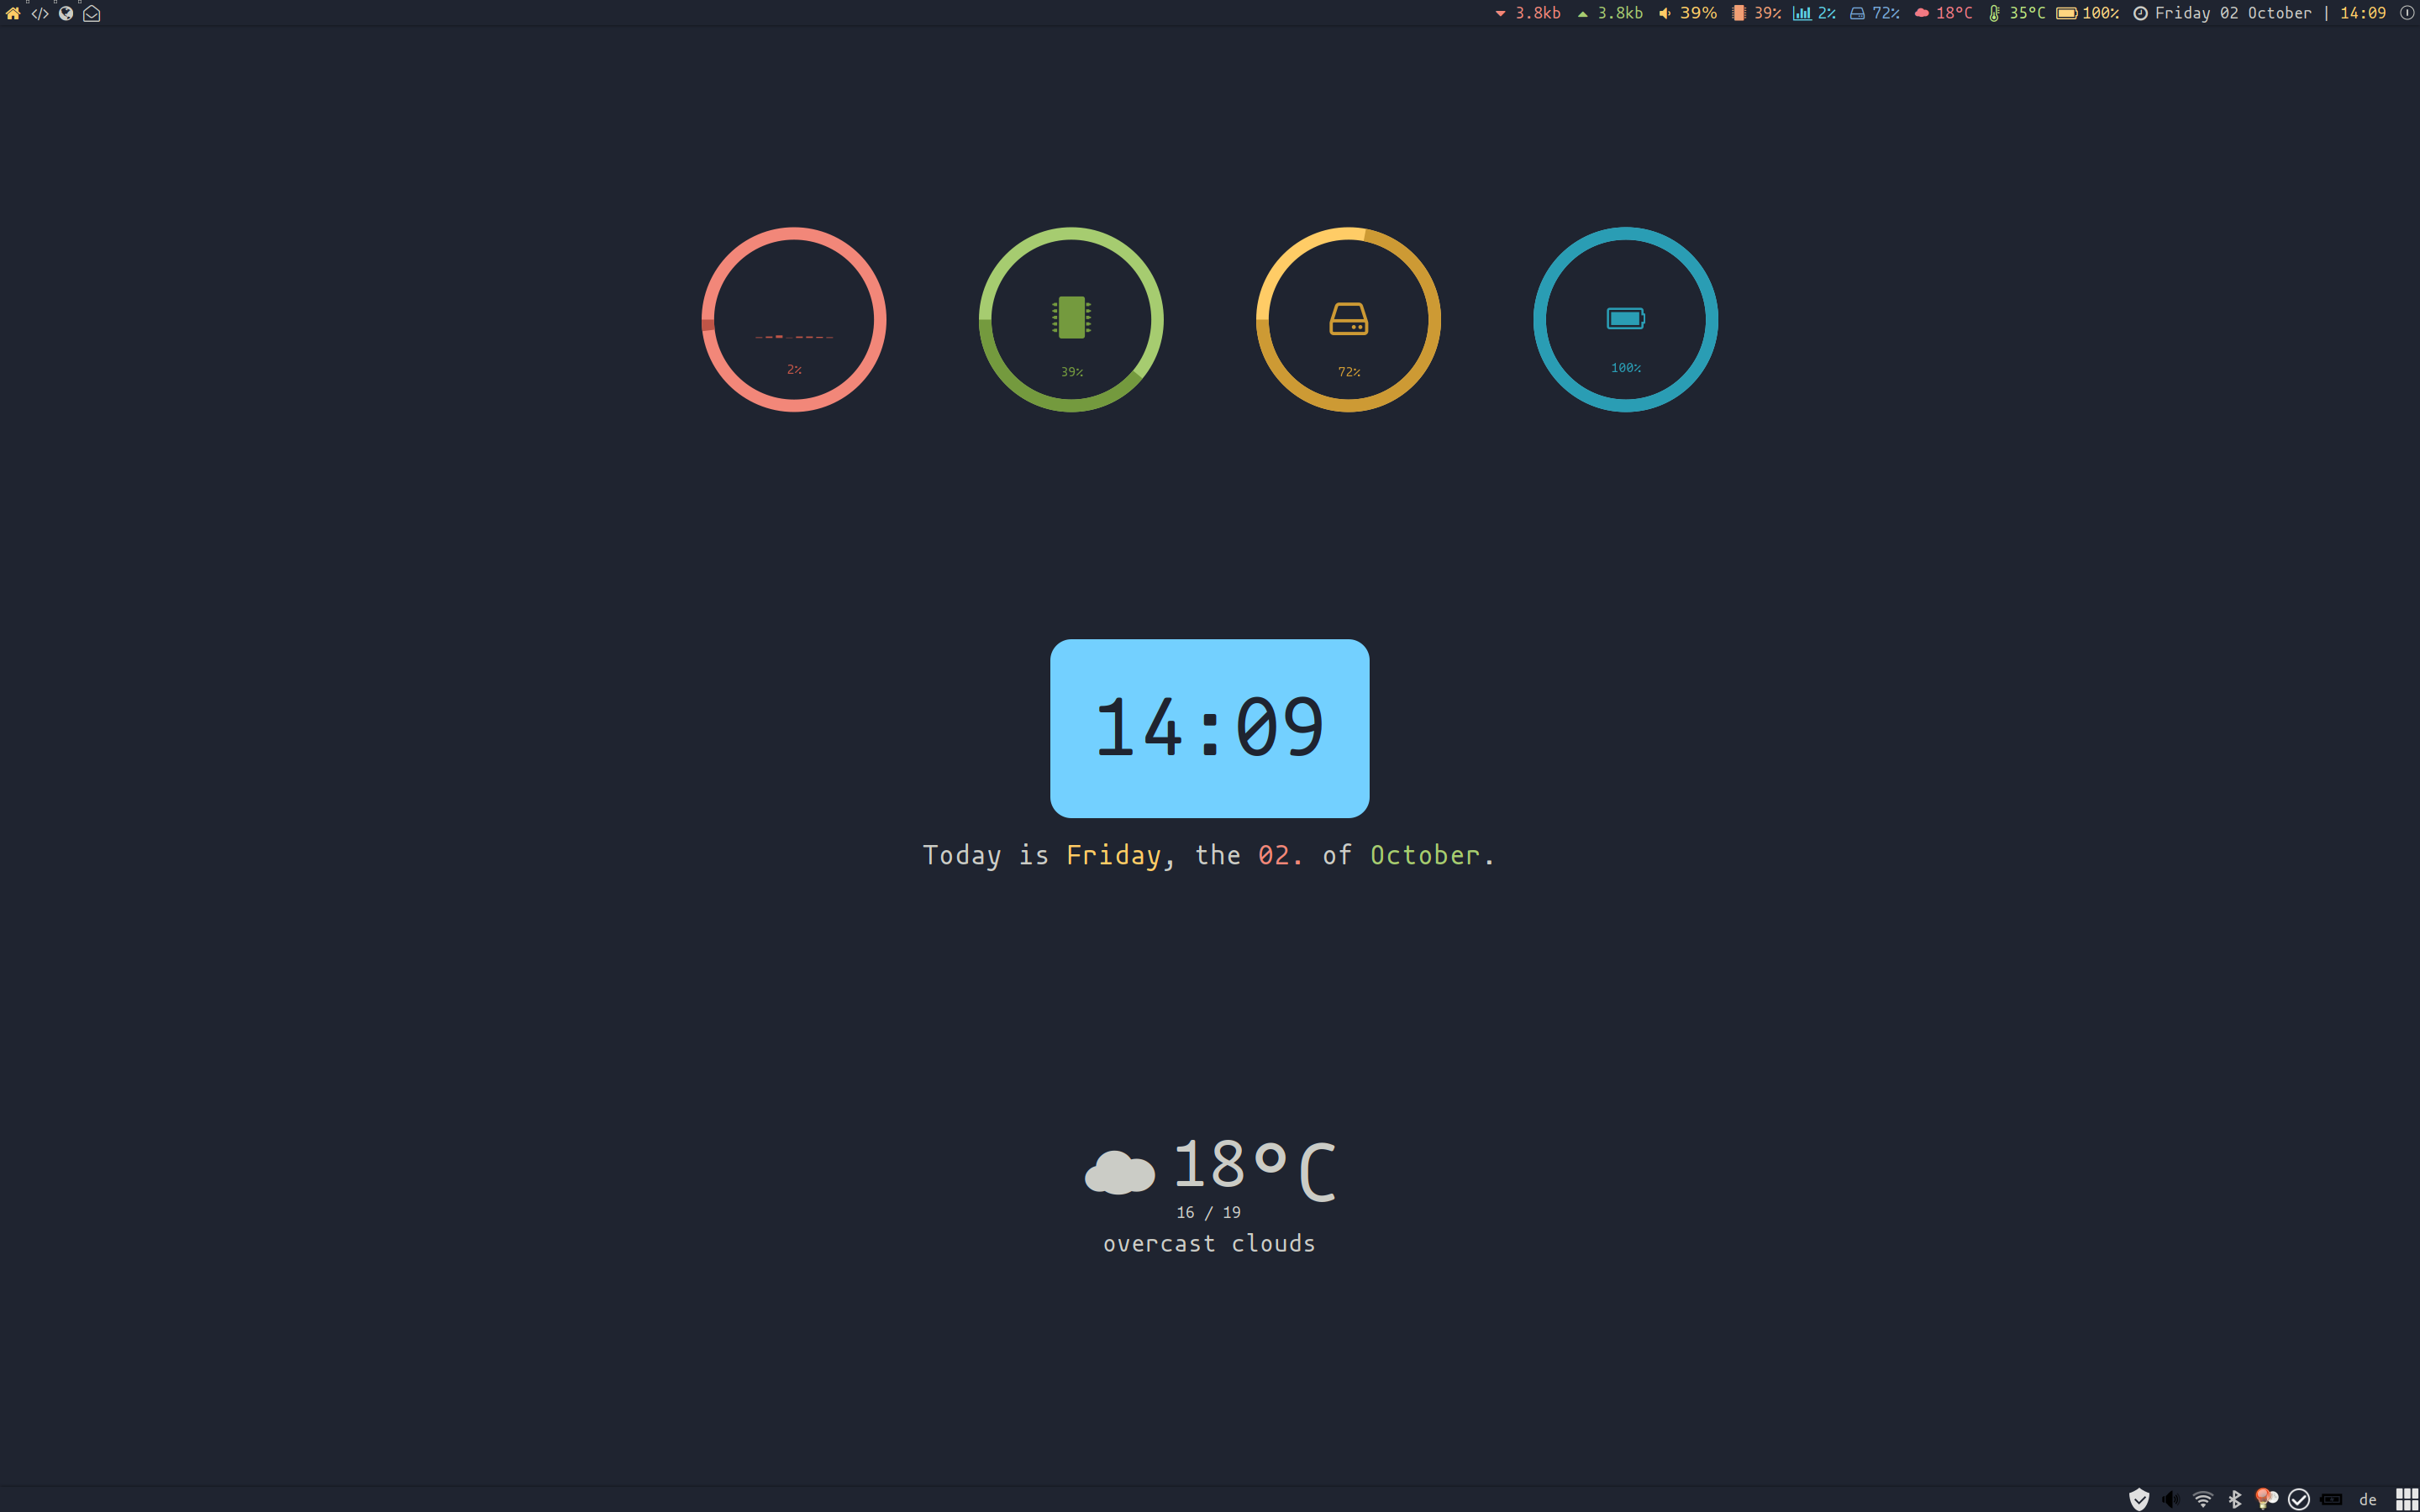 3.8kb 3.8kb 39% 39% 2% 72% 18°C 35°C 100% Friday 02 October | 14:09
2% 39% 72% 100%
14:09
Today is Friday, the 02. of October.
18°C
16 / 19
overcast clouds
de